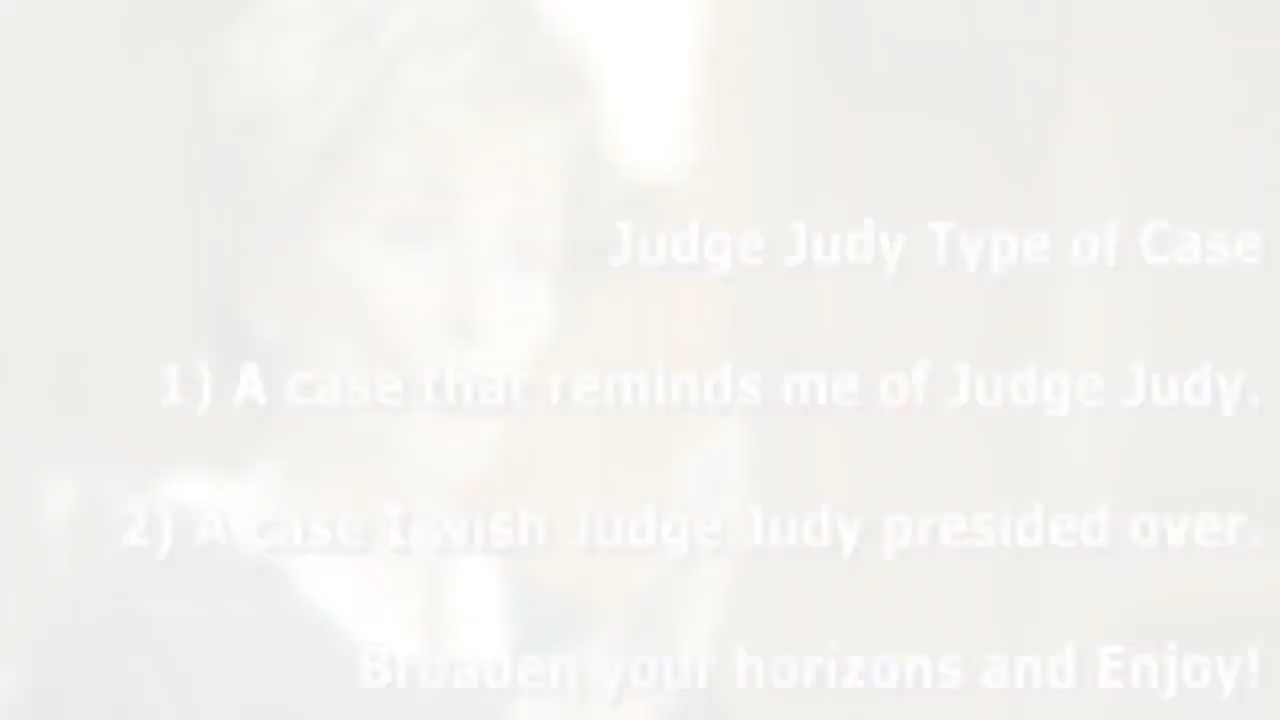 Judge Judy Type of Case
1) A case that reminds me of Judge Judy.
2) A case I wish Judge Judy presided over.
Broaden your horizons and Enjoy!